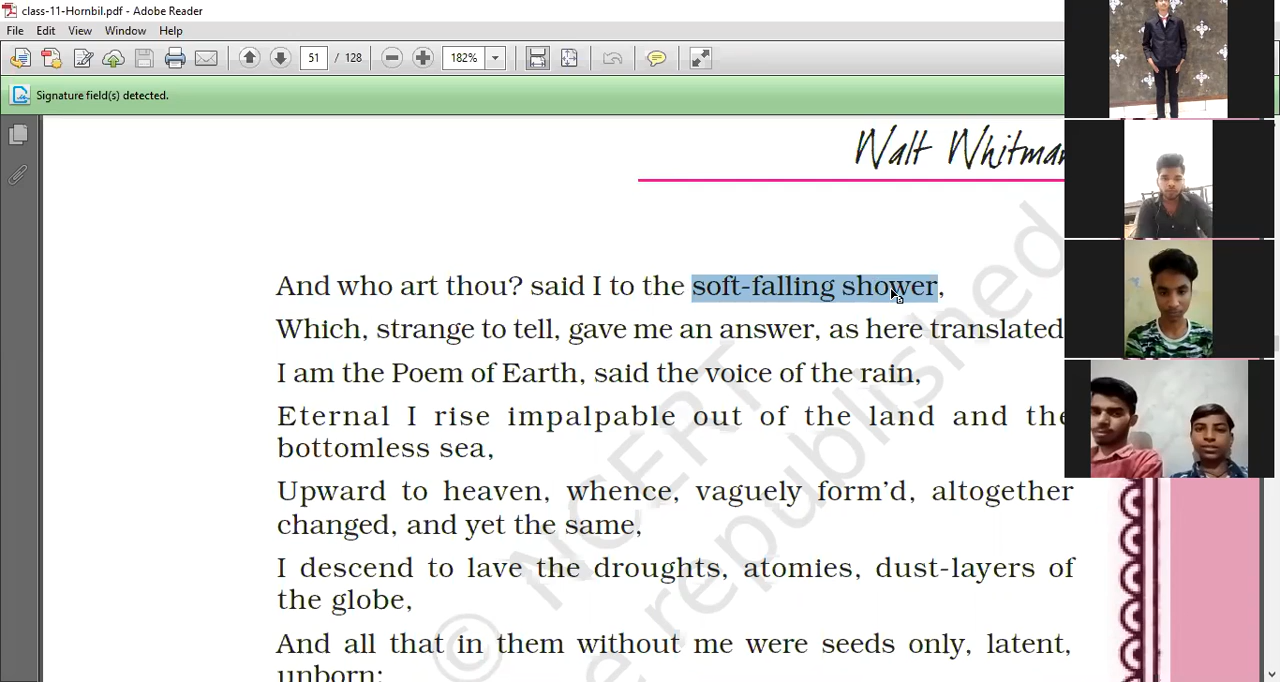 class-11-Hornbil.pdf - Adobe Reader
File Edit View Window Help
51 / 128 182%
Signature field(s) detected.
Walt Whitman
And who art thou? said I to the soft-falling shower,
Which, strange to tell, gave me an answer, as here translated
I am the Poem of Earth, said the voice of the rain,
Eternal I rise impalpable out of the land and the
bottomless sea,
Upward to heaven, whence, vaguely form’d, altogether
changed, and yet the same,
I descend to lave the droughts, atomies, dust-layers of
the globe,
And all that in them without me were seeds only, latent,
unborn;
© NCERT
be republished